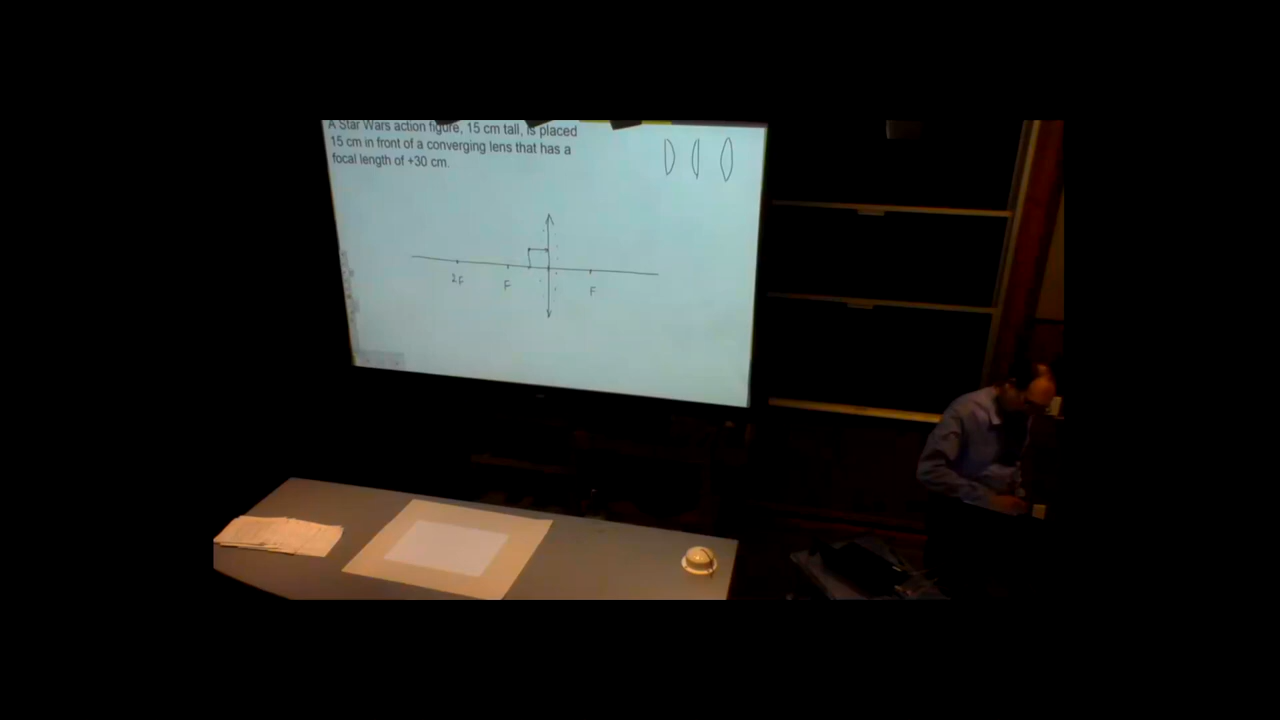 A Star Wars action figure, 15 cm tall, is placed
15 cm in front of a converging lens that has a
focal length of +30 cm.
2F F F